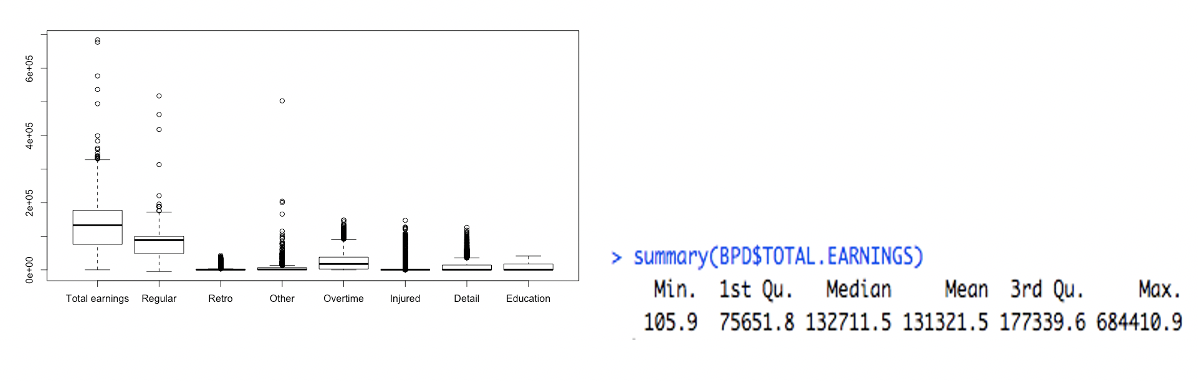 6e+05
4e+05
2e+05
0e+00
Total earnings Regular Retro Other Overtime Injured Detail Education
> summary(BPD$TOTAL.EARNINGS)
Min. 1st Qu. Median Mean 3rd Qu. Max.
105.9 75651.8 132711.5 131321.5 177339.6 684410.9